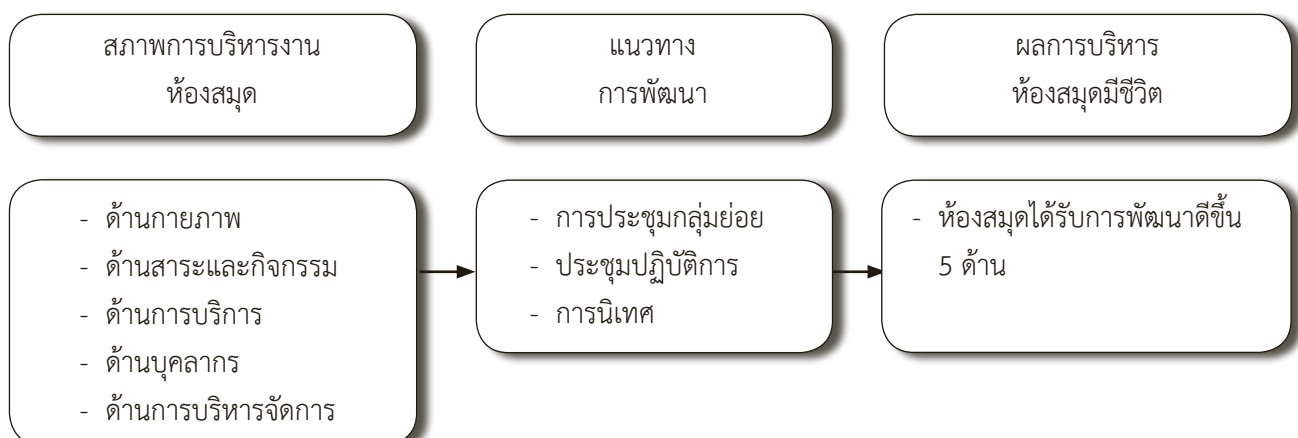 สภาพการบริหารงาน
ห้องสมุด
แนวทาง
การพัฒนา
ผลการบริหาร
ห้องสมุดมีชีวิต
- ด้านกายภาพ
- ด้านสาระและกิจกรรม
- ด้านการบริการ
- ด้านบุคลากร
- ด้านการบริหารจัดการ
- การประชุมกลุ่มย่อย
- ประชุมปฏิบัติการ
- การนิเทศ
- ห้องสมุดได้รับการพัฒนาดีขึ้น
5 ด้าน